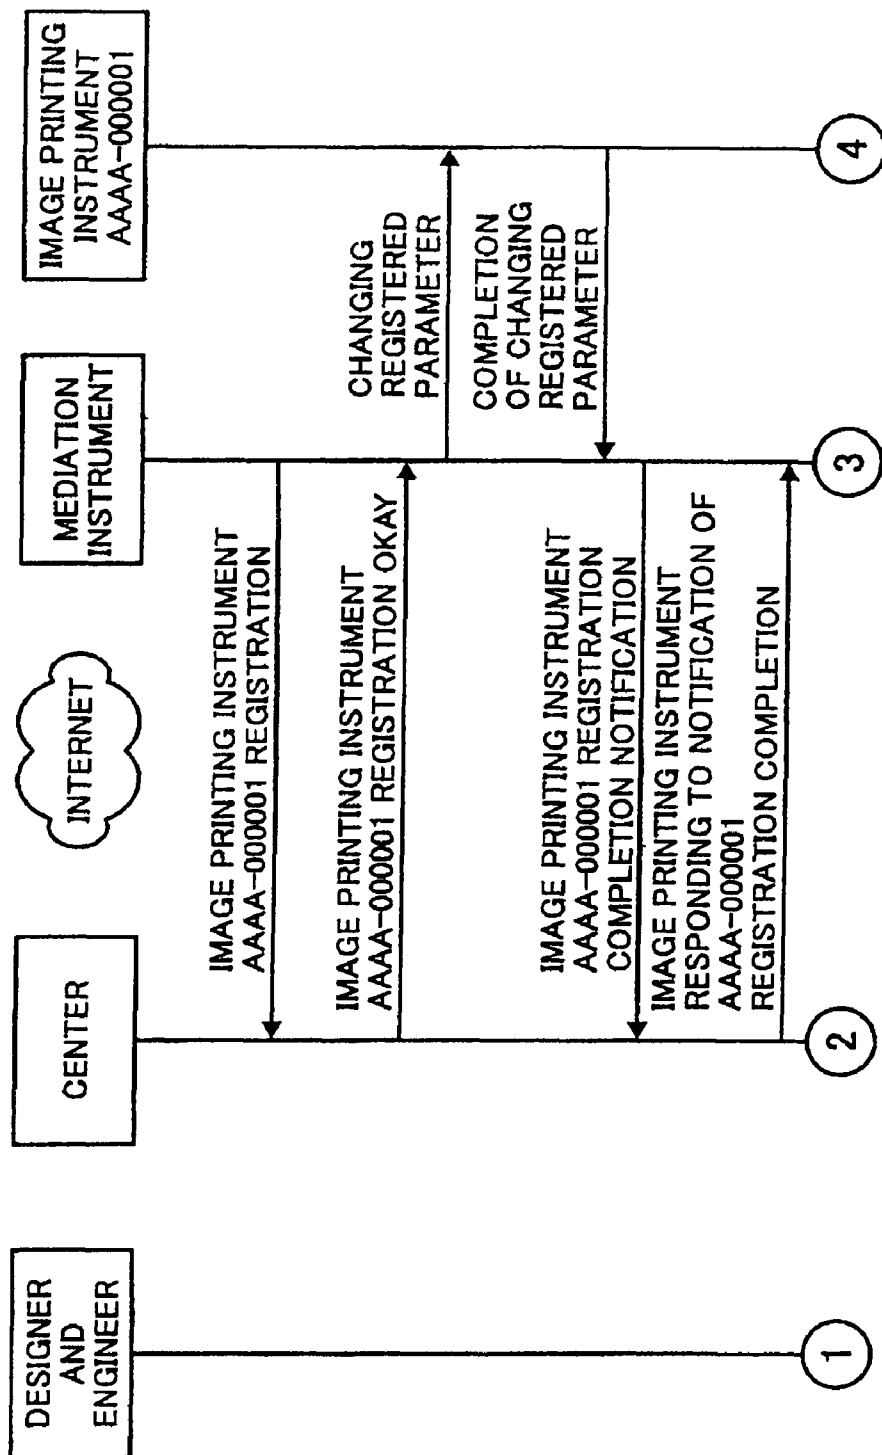 DESIGNER
AND
ENGINEER
CENTER
INTERNET
MEDIATION
INSTRUMENT
IMAGE PRINTING
INSTRUMENT
AAAA-000001
IMAGE PRINTING INSTRUMENT
AAAA-000001 REGISTRATION
IMAGE PRINTING INSTRUMENT
AAAA-000001 REGISTRATION OKAY
CHANGING
REGISTERED
PARAMETER
COMPLETION
OF CHANGING
REGISTERED
PARAMETER
IMAGE PRINTING INSTRUMENT
AAAA-000001 REGISTRATION
COMPLETION NOTIFICATION
IMAGE PRINTING INSTRUMENT
RESPONDING TO NOTIFICATION OF
AAAA-000001
REGISTRATION COMPLETION
1
2
3
4